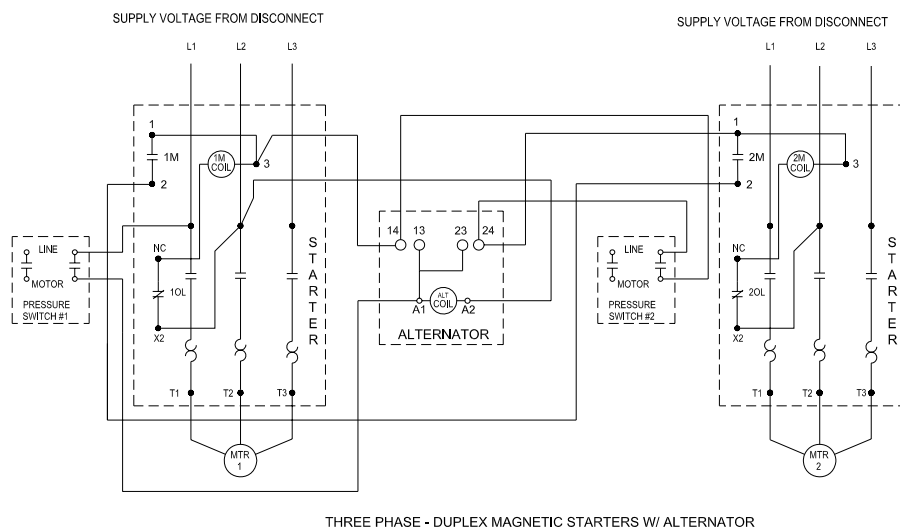 SUPPLY VOLTAGE FROM DISCONNECT
L1 L2 L3
1
1M
1M COIL
3
2
LINE
MOTOR
PRESSURE
SWITCH #1
NC
1OL
X2
STARTER
T1 T2 T3
MTR
1
14 13 23 24
A1
ALT
COIL
A2
ALTERNATOR
LINE
MOTOR
PRESSURE
SWITCH #2
SUPPLY VOLTAGE FROM DISCONNECT
L1 L2 L3
1
2M
2M COIL
3
2
NC
2OL
X2
STARTER
T1 T2 T3
MTR
2
THREE PHASE - DUPLEX MAGNETIC STARTERS W/ ALTERNATOR